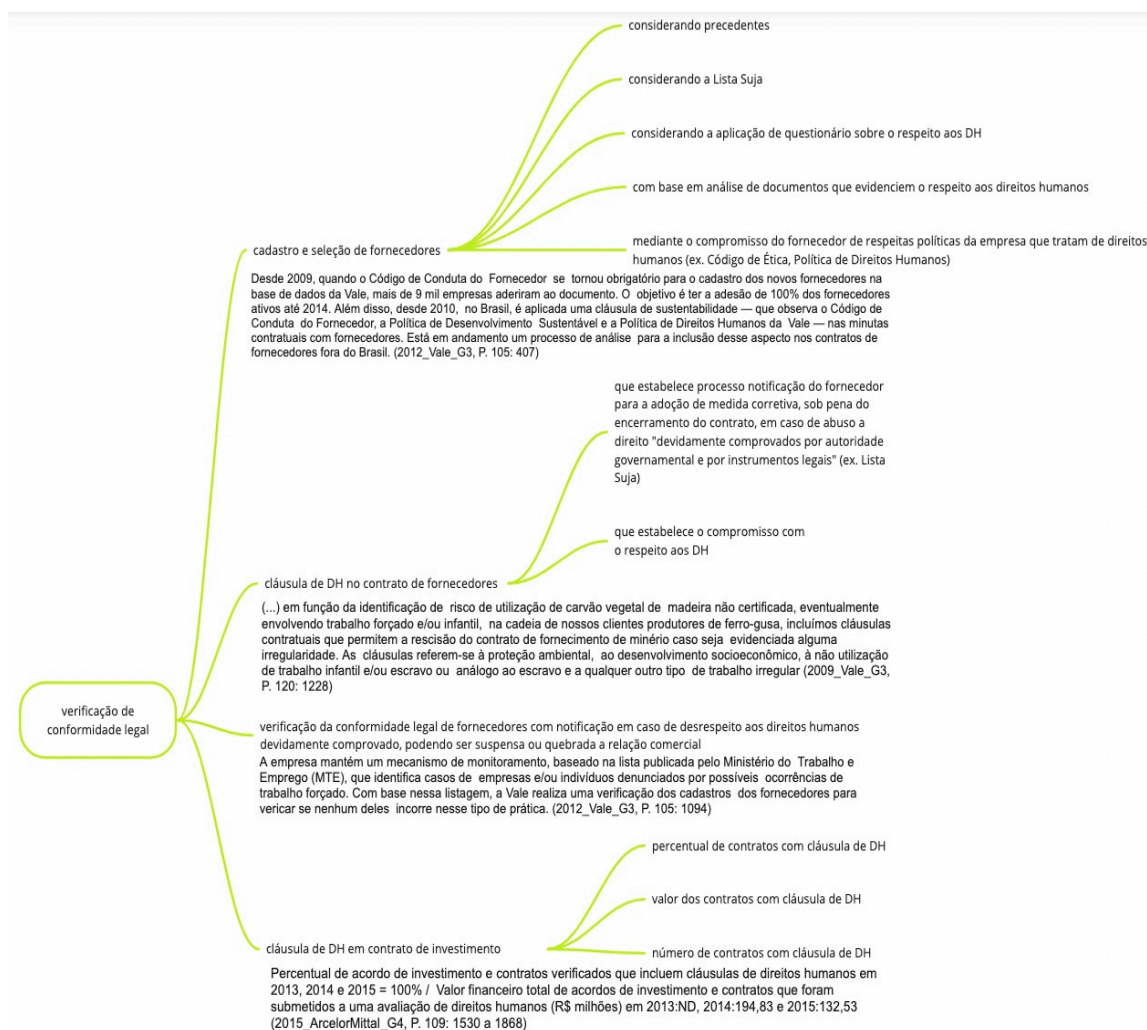 considerando precedentes
considerando a Lista Suja
considerando a aplicação de questionário sobre o respeito aos DH
com base em análise de documentos que evidenciem o respeito aos direitos humanos
mediante o compromisso do fornecedor de respeitas políticas da empresa que tratam de direitos
humanos (ex. Código de Ética, Política de Direitos Humanos)
cadastro e seleção de fornecedores
Desde 2009, quando o Código de Conduta do Fornecedor se tornou obrigatório para o cadastro dos novos fornecedores na
base de dados da Vale, mais de 9 mil empresas aderiram ao documento. O objetivo é ter a adesão de 100% dos fornecedores
ativos até 2014. Além disso, desde 2010, no Brasil, é aplicada uma cláusula de sustentabilidade — que observa o Código de
Conduta do Fornecedor, a Política de Desenvolvimento Sustentável e a Política de Direitos Humanos da Vale — nas minutas
contratuais com fornecedores. Está em andamento um processo de análise para a inclusão desse aspecto nos contratos de
fornecedores fora do Brasil. (2012_Vale_G3, P. 105: 407)
que estabelece processo notificação do fornecedor
para a adoção de medida corretiva, sob pena do
encerramento do contrato, em caso de abuso a
direito "devidamente comprovados por autoridade
governamental e por instrumentos legais" (ex. Lista
Suja)
que estabelece o compromisso com
o respeito aos DH
cláusula de DH no contrato de fornecedores
(...) em função da identificação de risco de utilização de carvão vegetal de madeira não certificada, eventualmente
envolvendo trabalho forçado e/ou infantil, na cadeia de nossos clientes produtores de ferro-gusa, incluímos cláusulas
contratuais que permitem a rescisão do contrato de fornecimento de minério caso seja evidenciada alguma
irregularidade. As cláusulas referem-se à proteção ambiental, ao desenvolvimento socioeconômico, à não utilização
de trabalho infantil e/ou escravo ou análogo ao escravo e a qualquer outro tipo de trabalho irregular (2009_Vale_G3,
P. 120: 1228)
verificação de
conformidade legal
verificação da conformidade legal de fornecedores com notificação em caso de desrespeito aos direitos humanos
devidamente comprovado, podendo ser suspensa ou quebrada a relação comercial
A empresa mantém um mecanismo de monitoramento, baseado na lista publicada pelo Ministério do Trabalho e
Emprego (MTE), que identifica casos de empresas e/ou indivíduos denunciados por possíveis ocorrências de
trabalho forçado. Com base nessa listagem, a Vale realiza uma verificação dos cadastros dos fornecedores para
vericar se nenhum deles incorre nesse tipo de prática. (2012_Vale_G3, P. 105: 1094)
percentual de contratos com cláusula de DH
valor dos contratos com cláusula de DH
número de contratos com cláusula de DH
cláusula de DH em contrato de investimento
Percentual de acordo de investimento e contratos verificados que incluem cláusulas de direitos humanos em
2013, 2014 e 2015 = 100% / Valor financeiro total de acordos de investimento e contratos que foram
submetidos a uma avaliação de direitos humanos (R$ milhões) em 2013:ND, 2014:194,83 e 2015:132,53
(2015_ArcelorMittal_G4, P. 109: 1530 a 1868)